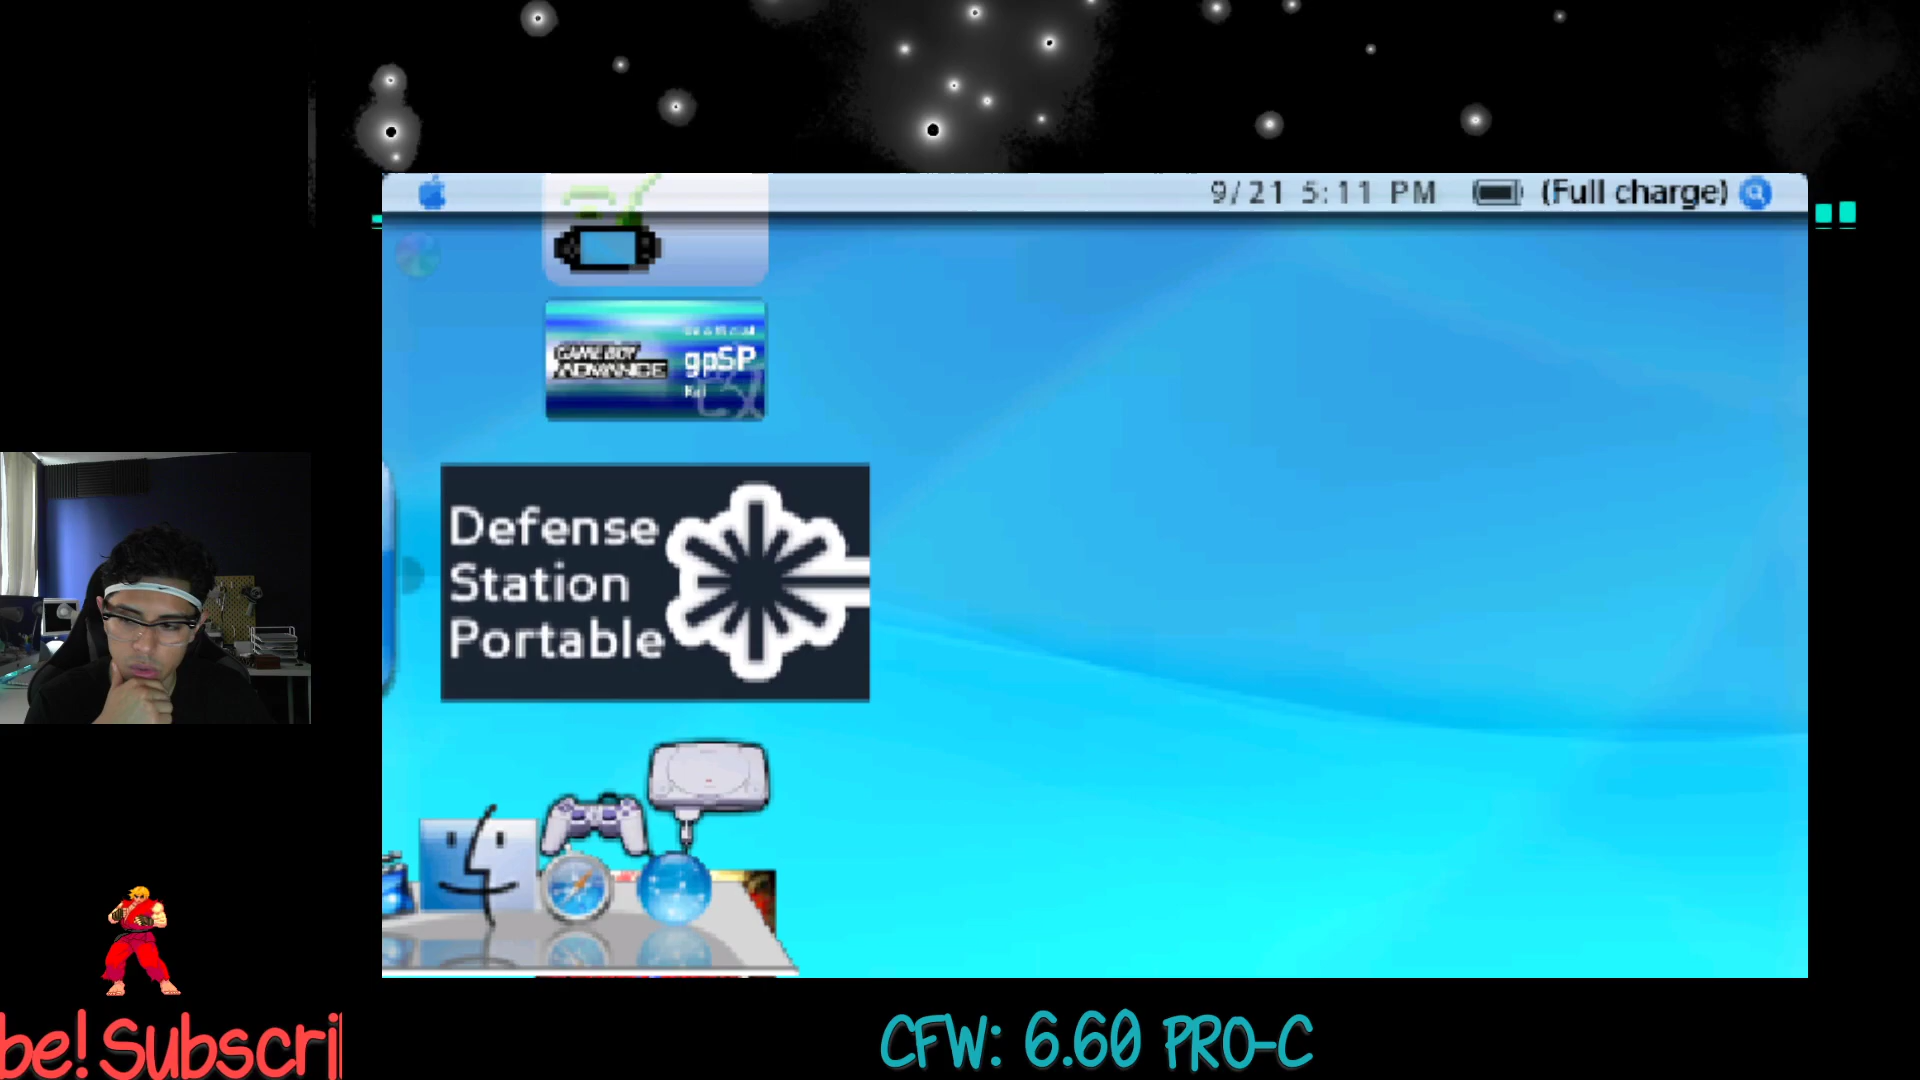 9/21 5:11 PM (Full charge)
GAME BOY
ADVANCE
gpSP
Kai
Defense
Station
Portable
be! Subscri
CFW: 6.60 PRO-C